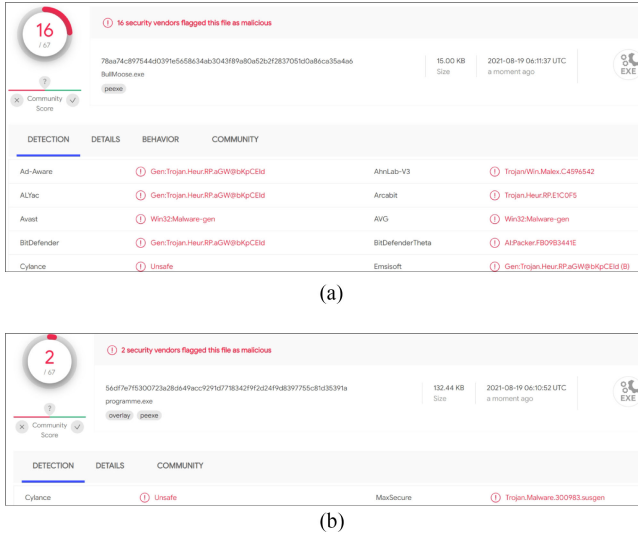 16
/ 67
16 security vendors flagged this file as malicious
78aa74c897544d0391e5658634ab3043f89a80a52b2f2837051d0a86ca35a4a6
BullMoose.exe
peexe
15.00 KB
Size
2021-08-19 06:11:37 UTC
a moment ago
EXE
?
Community
Score
DETECTION DETAILS BEHAVIOR COMMUNITY
Ad-Aware Gen:Trojan.Heur.RP.aGW@bKpCEId AhnLab-V3 Trojan/Win.Malex.C4596542
ALYac Gen:Trojan.Heur.RP.aGW@bKpCEId Arcabit Trojan.Heur.RP.E1C0F5
Avast Win32:Malware-gen AVG Win32:Malware-gen
BitDefender Gen:Trojan.Heur.RP.aGW@bKpCEId BitDefenderTheta AI:Packer.FB09B3441E
Cylance Unsafe Emsisoft Gen:Trojan.Heur.RP.aGW@bKpCEId (B)
(a)
2
/ 67
2 security vendors flagged this file as malicious
56df7e7f5300723a28d649acc9291d7718342f9f2d24f9d8397755c81d35391a
programme.exe
overlay peexe
132.44 KB
Size
2021-08-19 06:10:52 UTC
a moment ago
EXE
?
Community
Score
DETECTION DETAILS COMMUNITY
Cylance Unsafe MaxSecure Trojan.Malware.300983.susgen
(b)